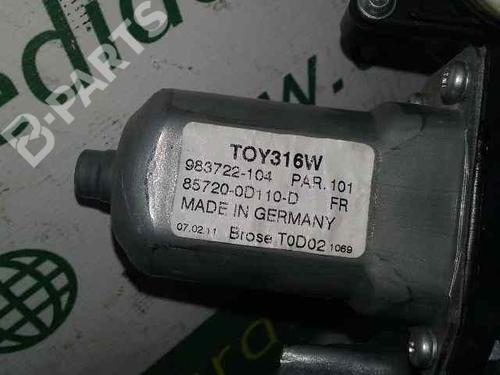 B-PARTS
TOY316W
983722-104 PAR. 101
85720-0D110-D FR
MADE IN GERMANY
07.02.11 Brose T0D02 1069